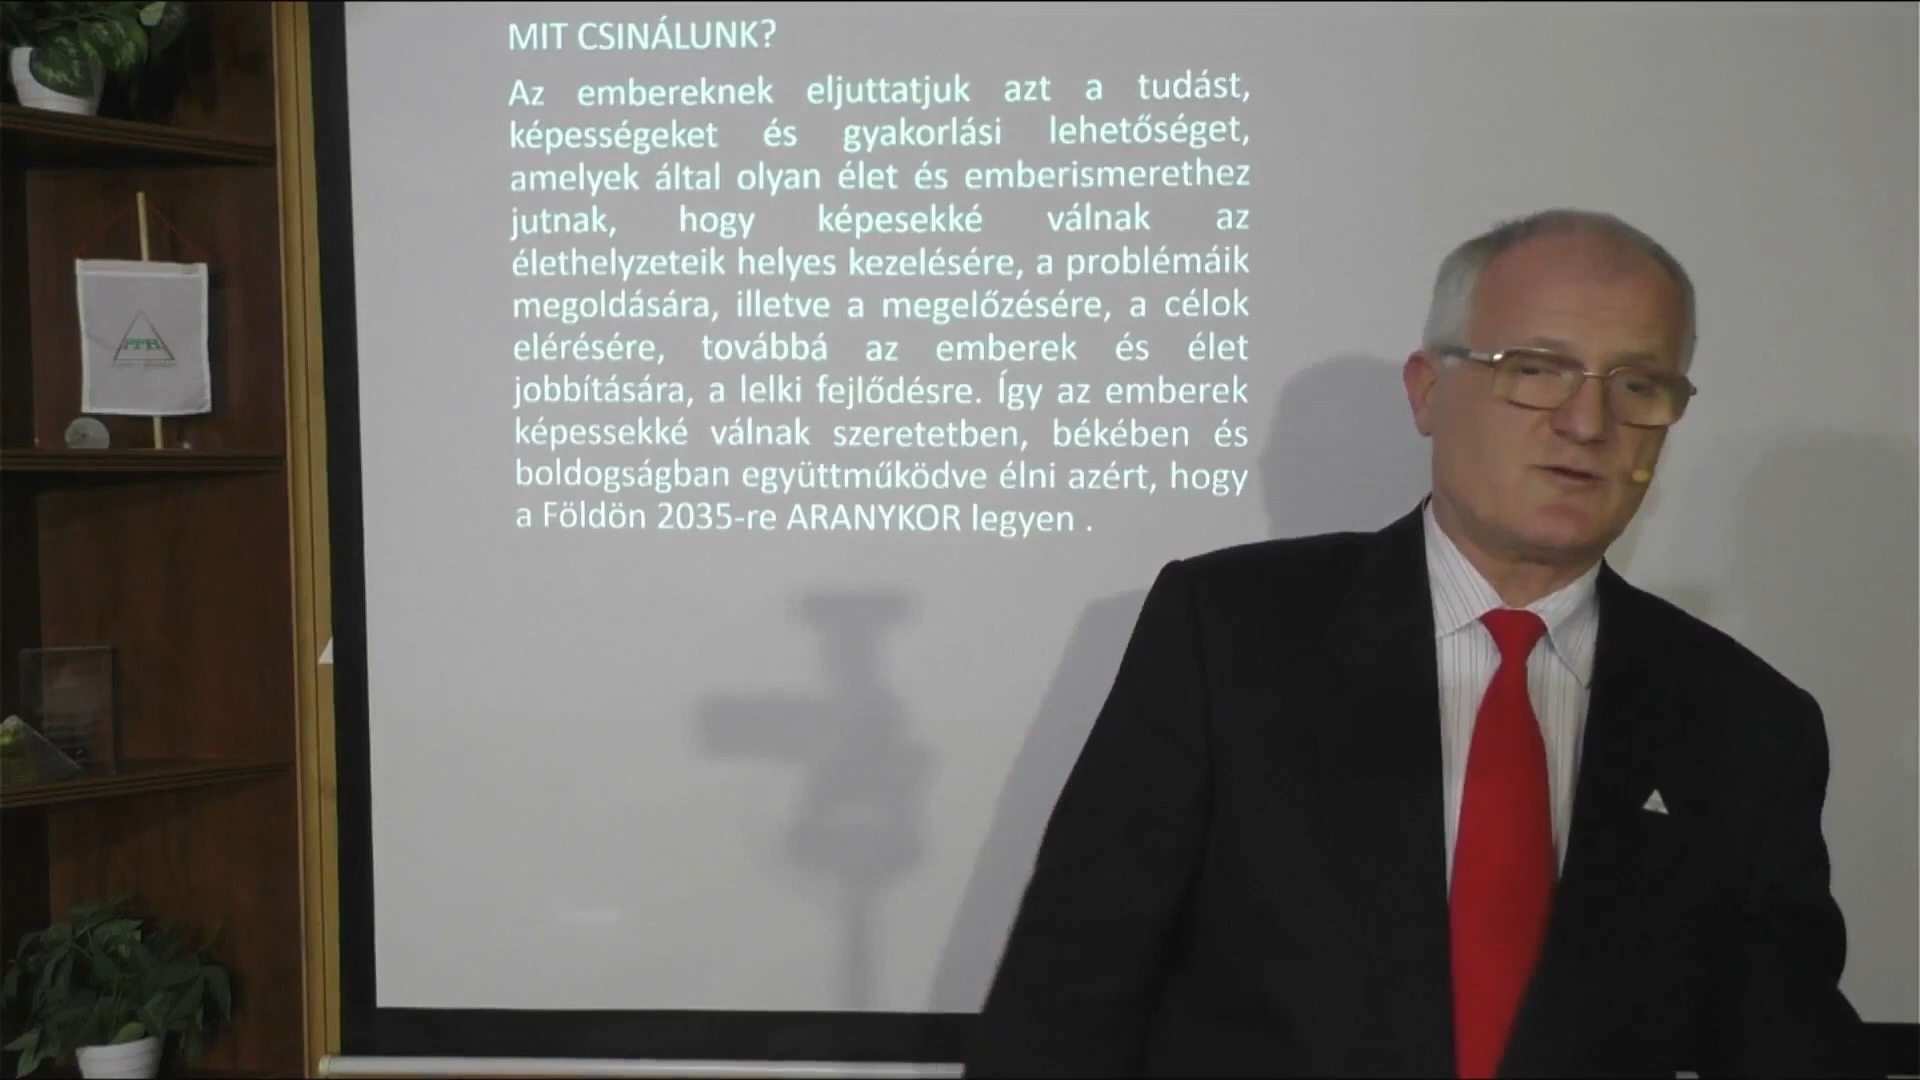 MIT CSINÁLUNK?
Az embereknek eljuttatjuk azt a tudást,
képességeket és gyakorlási lehetőséget,
amelyek által olyan élet és emberismerethez
jutnak, hogy képesekké válnak az
élethelyzeteik helyes kezelésére, a problémáik
megoldására, illetve a megelőzésére, a célok
elérésére, továbbá az emberek és élet
jobbítására, a lelki fejlődésre. Így az emberek
képessekké válnak szeretetben, békében és
boldogságban együttműködve élni azért, hogy
a Földön 2035-re ARANYKOR legyen .